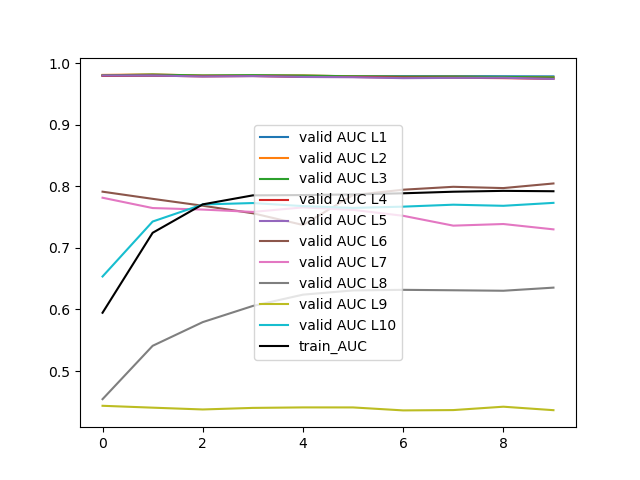 1.0
0.9
0.8
0.7
0.6
0.5
0 2 4 6 8
valid AUC L1
valid AUC L2
valid AUC L3
valid AUC L4
valid AUC L5
valid AUC L6
valid AUC L7
valid AUC L8
valid AUC L9
valid AUC L10
train_AUC